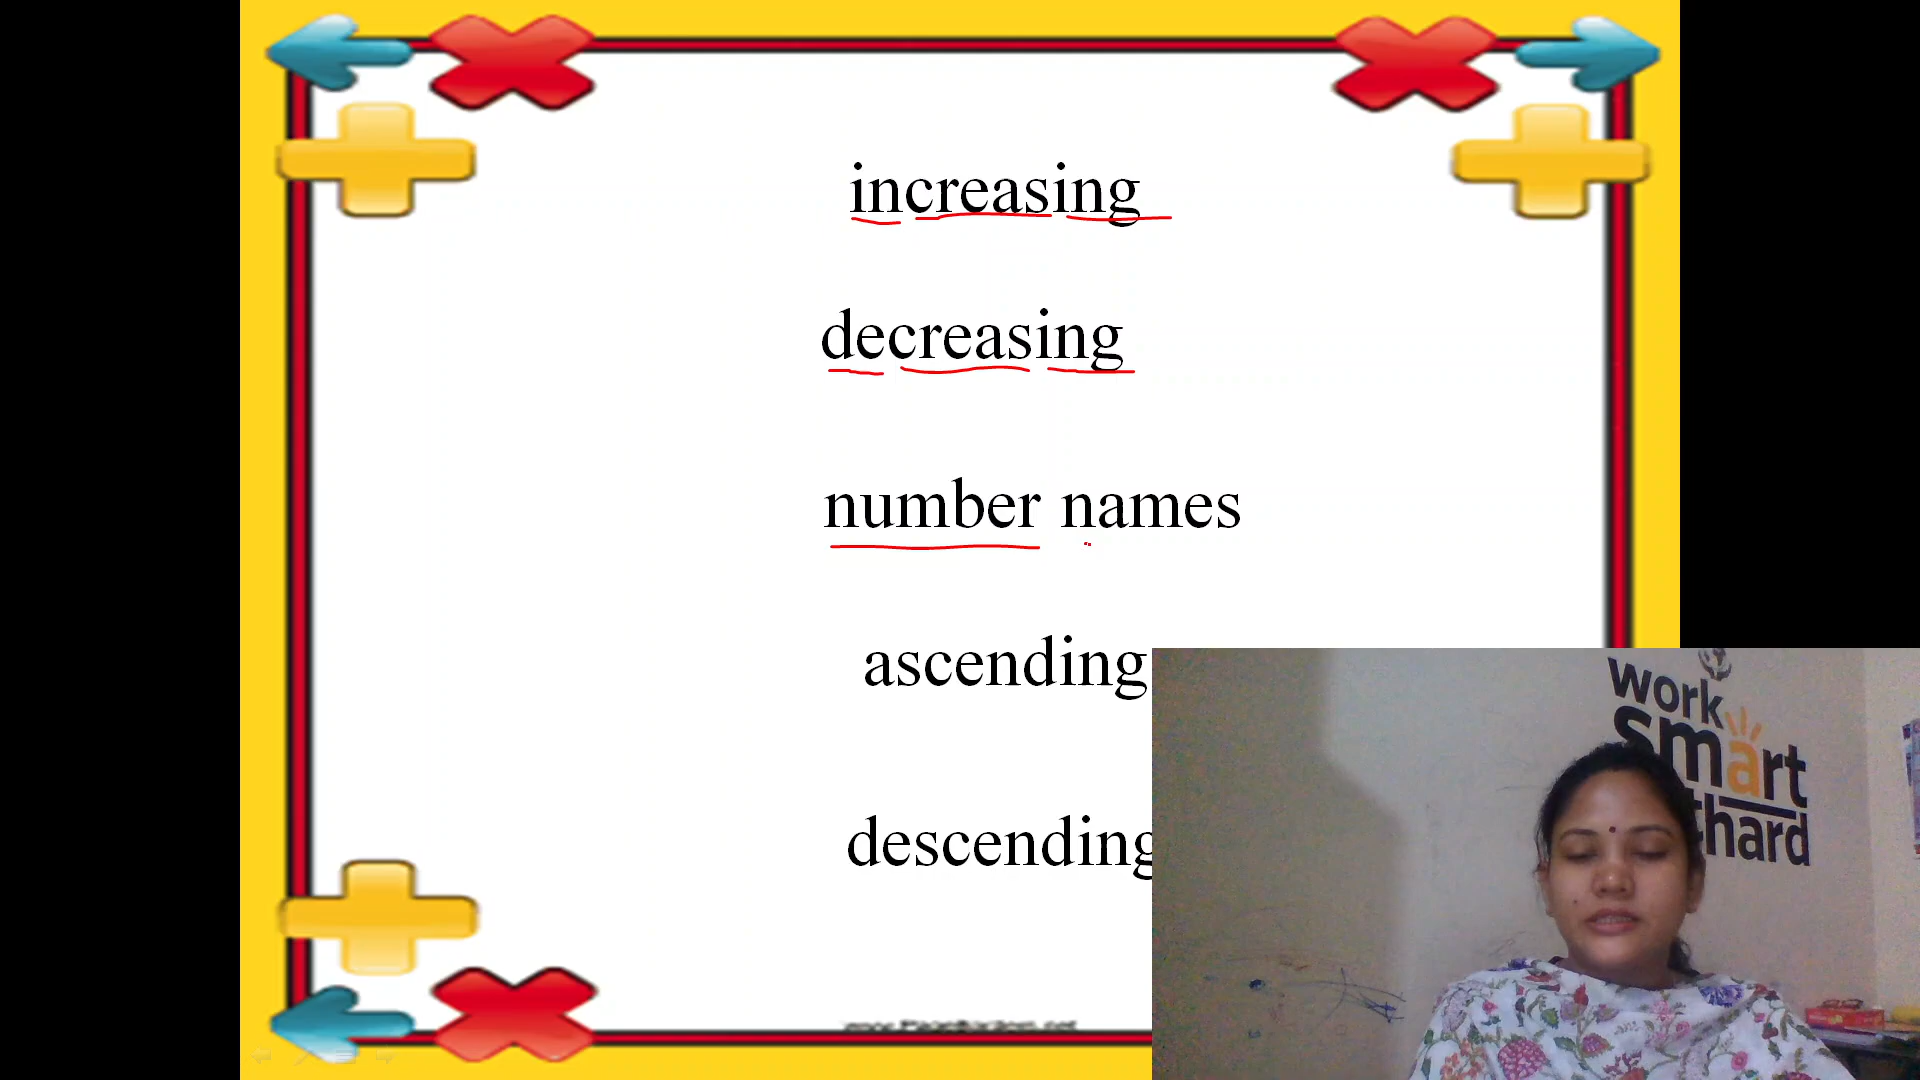 increasing
decreasing
number names
ascending
descending
work
smart
hard